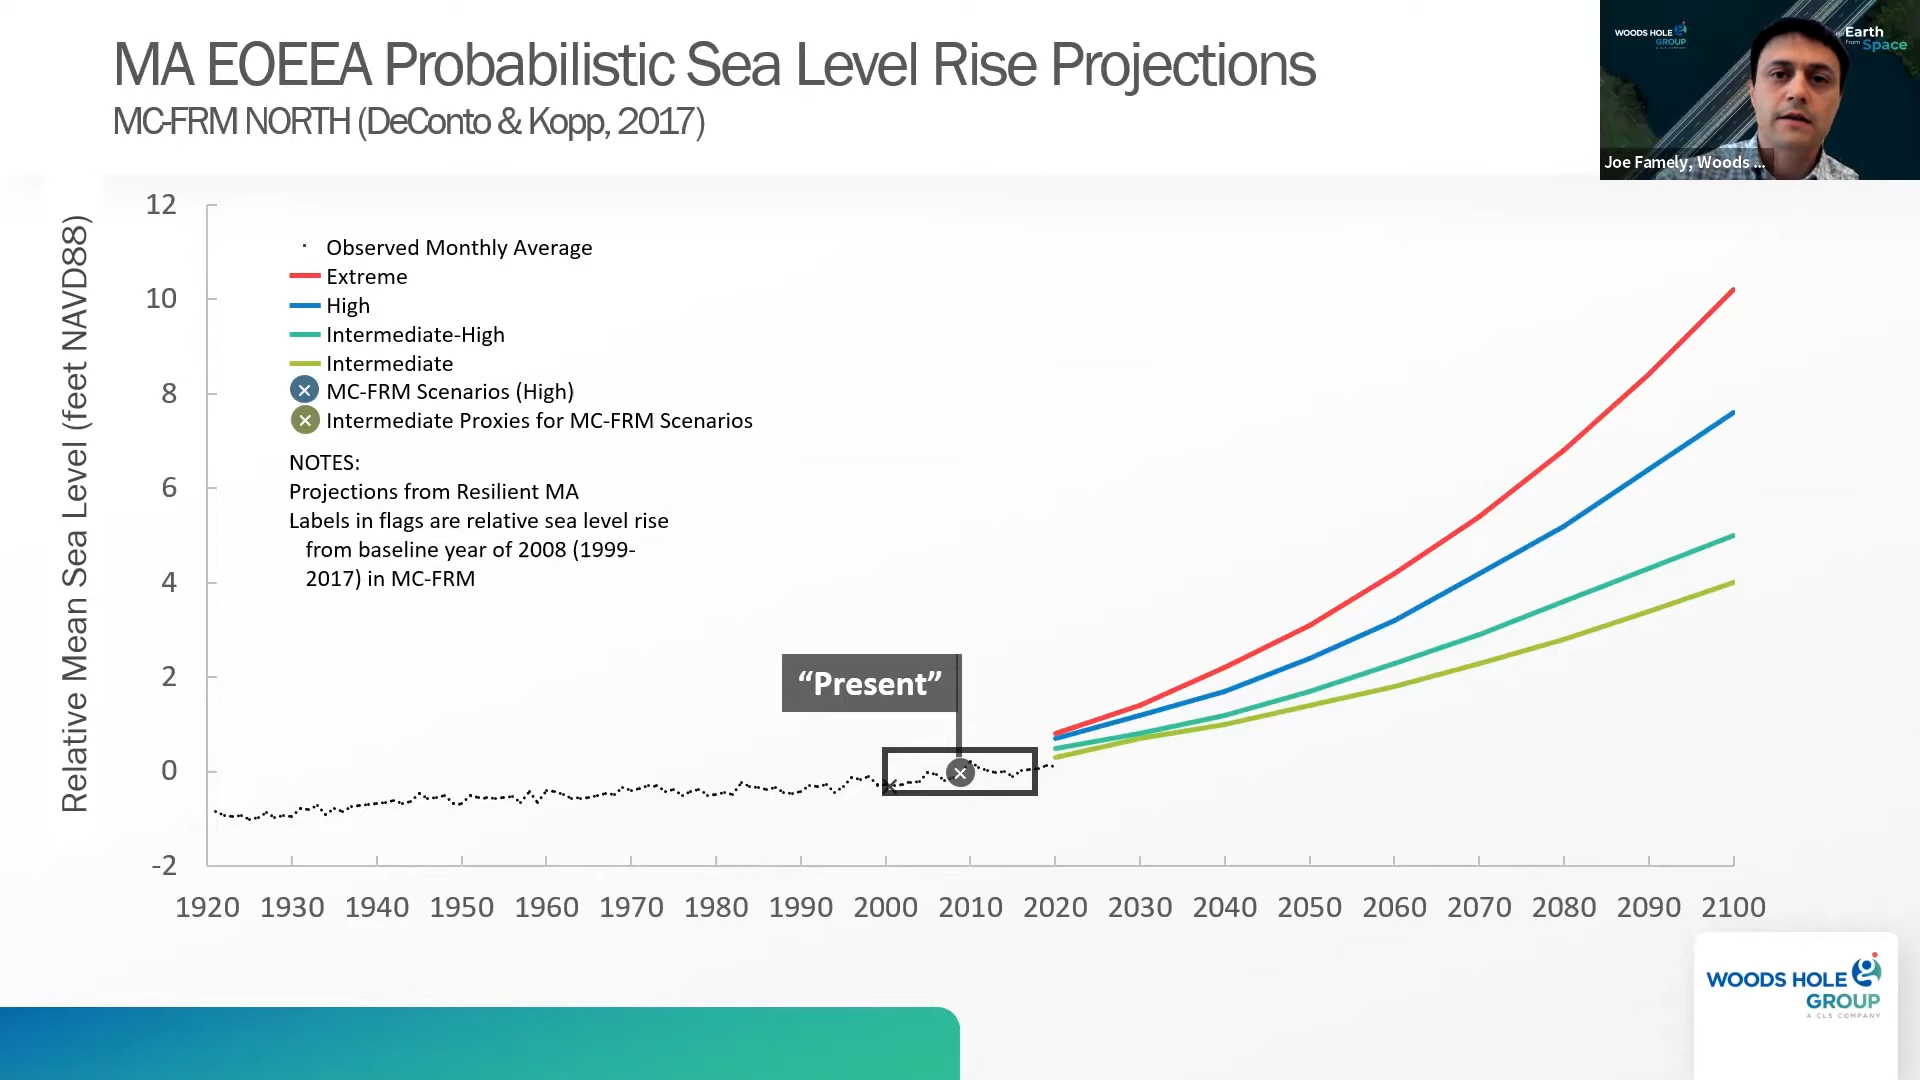 MA EOEEA Probabilistic Sea Level Rise Projections
MC-FRM NORTH (DeConto & Kopp, 2017)
WOODS HOLE
GROUP
Earth
from Space
Joe Famely, Woods ...
Relative Mean Sea Level (feet NAVD88)
12
10
8
6
4
2
0
-2
Observed Monthly Average
Extreme
High
Intermediate-High
Intermediate
MC-FRM Scenarios (High)
Intermediate Proxies for MC-FRM Scenarios
NOTES:
Projections from Resilient MA
Labels in flags are relative sea level rise
from baseline year of 2008 (1999-
2017) in MC-FRM
“Present”
1920 1930 1940 1950 1960 1970 1980 1990 2000 2010 2020 2030 2040 2050 2060 2070 2080 2090 2100
WOODS HOLE
GROUP
A CLS COMPANY